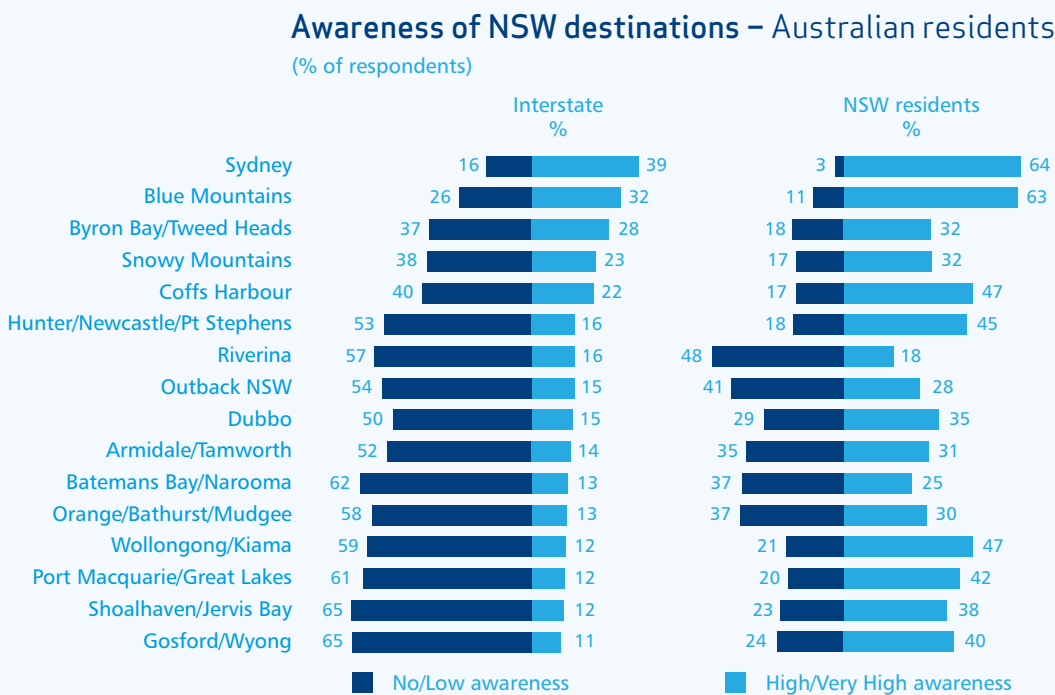 Awareness of NSW destinations – Australian residents
(% of respondents)
Interstate NSW residents
% %
Sydney 16 39 3 64
Blue Mountains 26 32 11 63
Byron Bay/Tweed Heads 37 28 18 32
Snowy Mountains 38 23 17 32
Coffs Harbour 40 22 17 47
Hunter/Newcastle/Pt Stephens 53 16 18 45
Riverina 57 16 48 18
Outback NSW 54 15 41 28
Dubbo 50 15 29 35
Armidale/Tamworth 52 14 35 31
Batemans Bay/Narooma 62 13 37 25
Orange/Bathurst/Mudgee 58 13 37 30
Wollongong/Kiama 59 12 21 47
Port Macquarie/Great Lakes 61 12 20 42
Shoalhaven/Jervis Bay 65 12 23 38
Gosford/Wyong 65 11 24 40
No/Low awareness High/Very High awareness